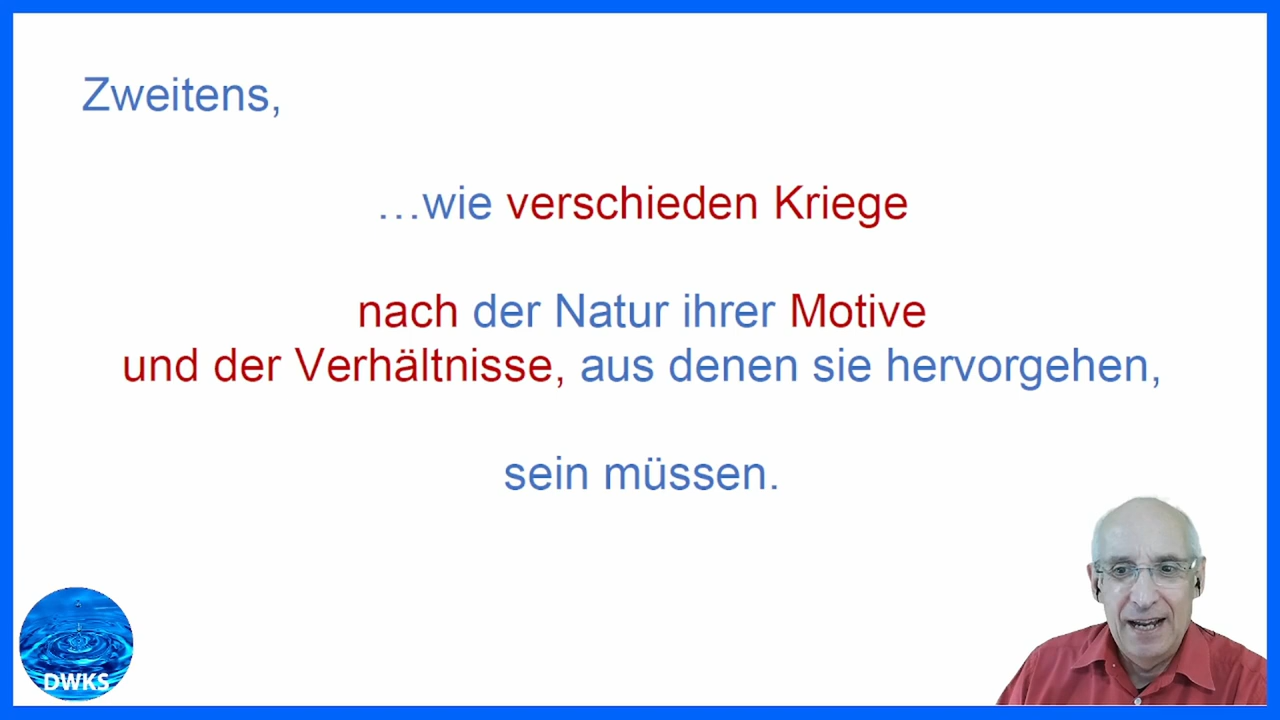 Zweitens,
…wie verschieden Kriege
nach der Natur ihrer Motive
und der Verhältnisse, aus denen sie hervorgehen,
sein müssen.
DWKS